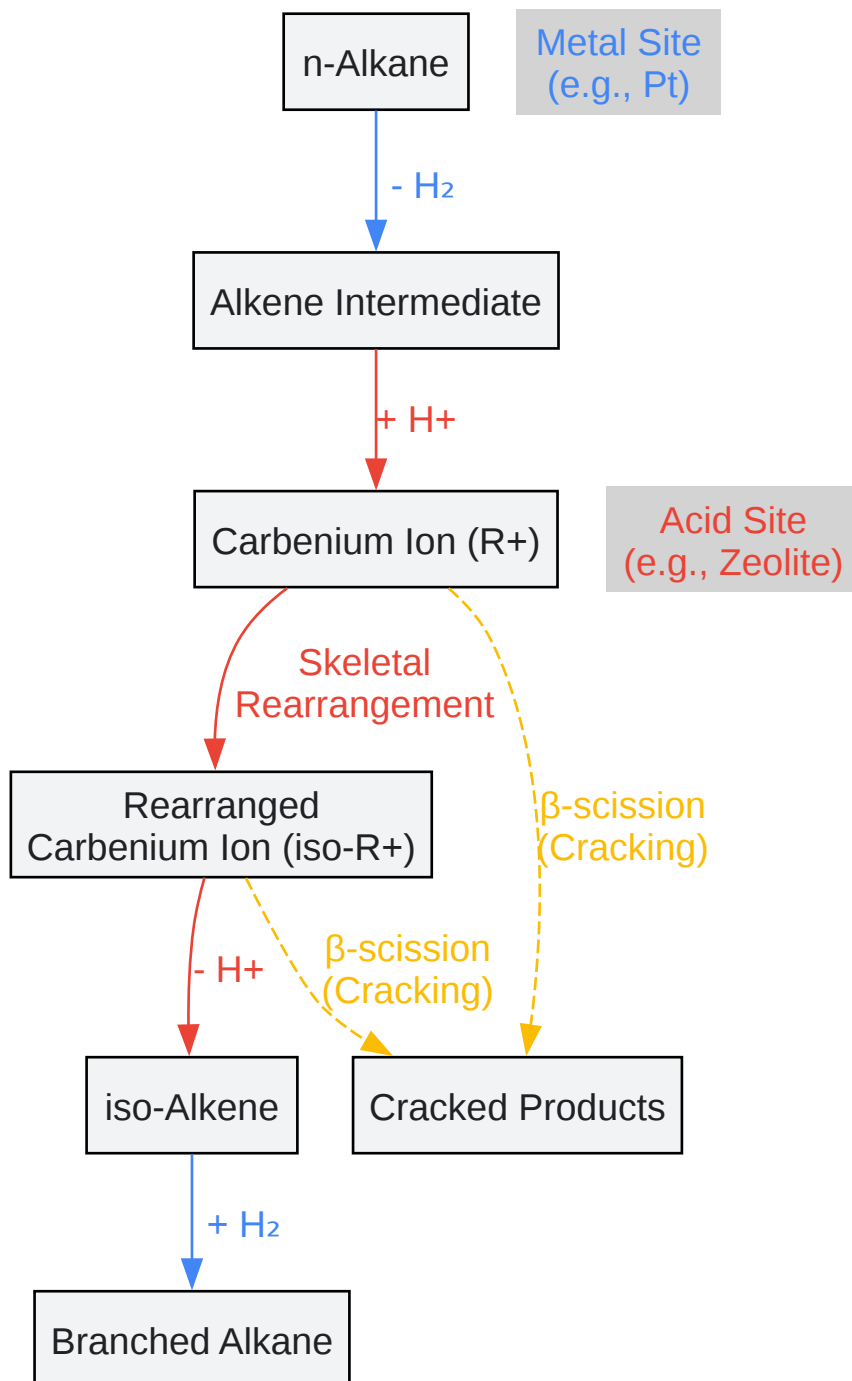 n-Alkane
Metal Site
(e.g., Pt)
- H₂
Alkene Intermediate
+ H+
Carbenium Ion (R+)
Acid Site
(e.g., Zeolite)
Skeletal
Rearrangement
Rearranged
Carbenium Ion (iso-R+)
β-scission
(Cracking)
β-scission
(Cracking)
- H+
iso-Alkene
Cracked Products
+ H₂
Branched Alkane